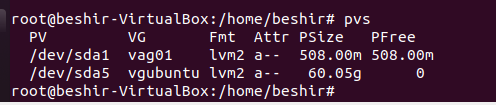 root@beshir-VirtualBox:/home/beshir# pvs
  PV         VG       Fmt  Attr PSize   PFree
  /dev/sda1  vag01    lvm2 a--  508.00m 508.00m
  /dev/sda5  vgubuntu lvm2 a--   60.05g      0
root@beshir-VirtualBox:/home/beshir#